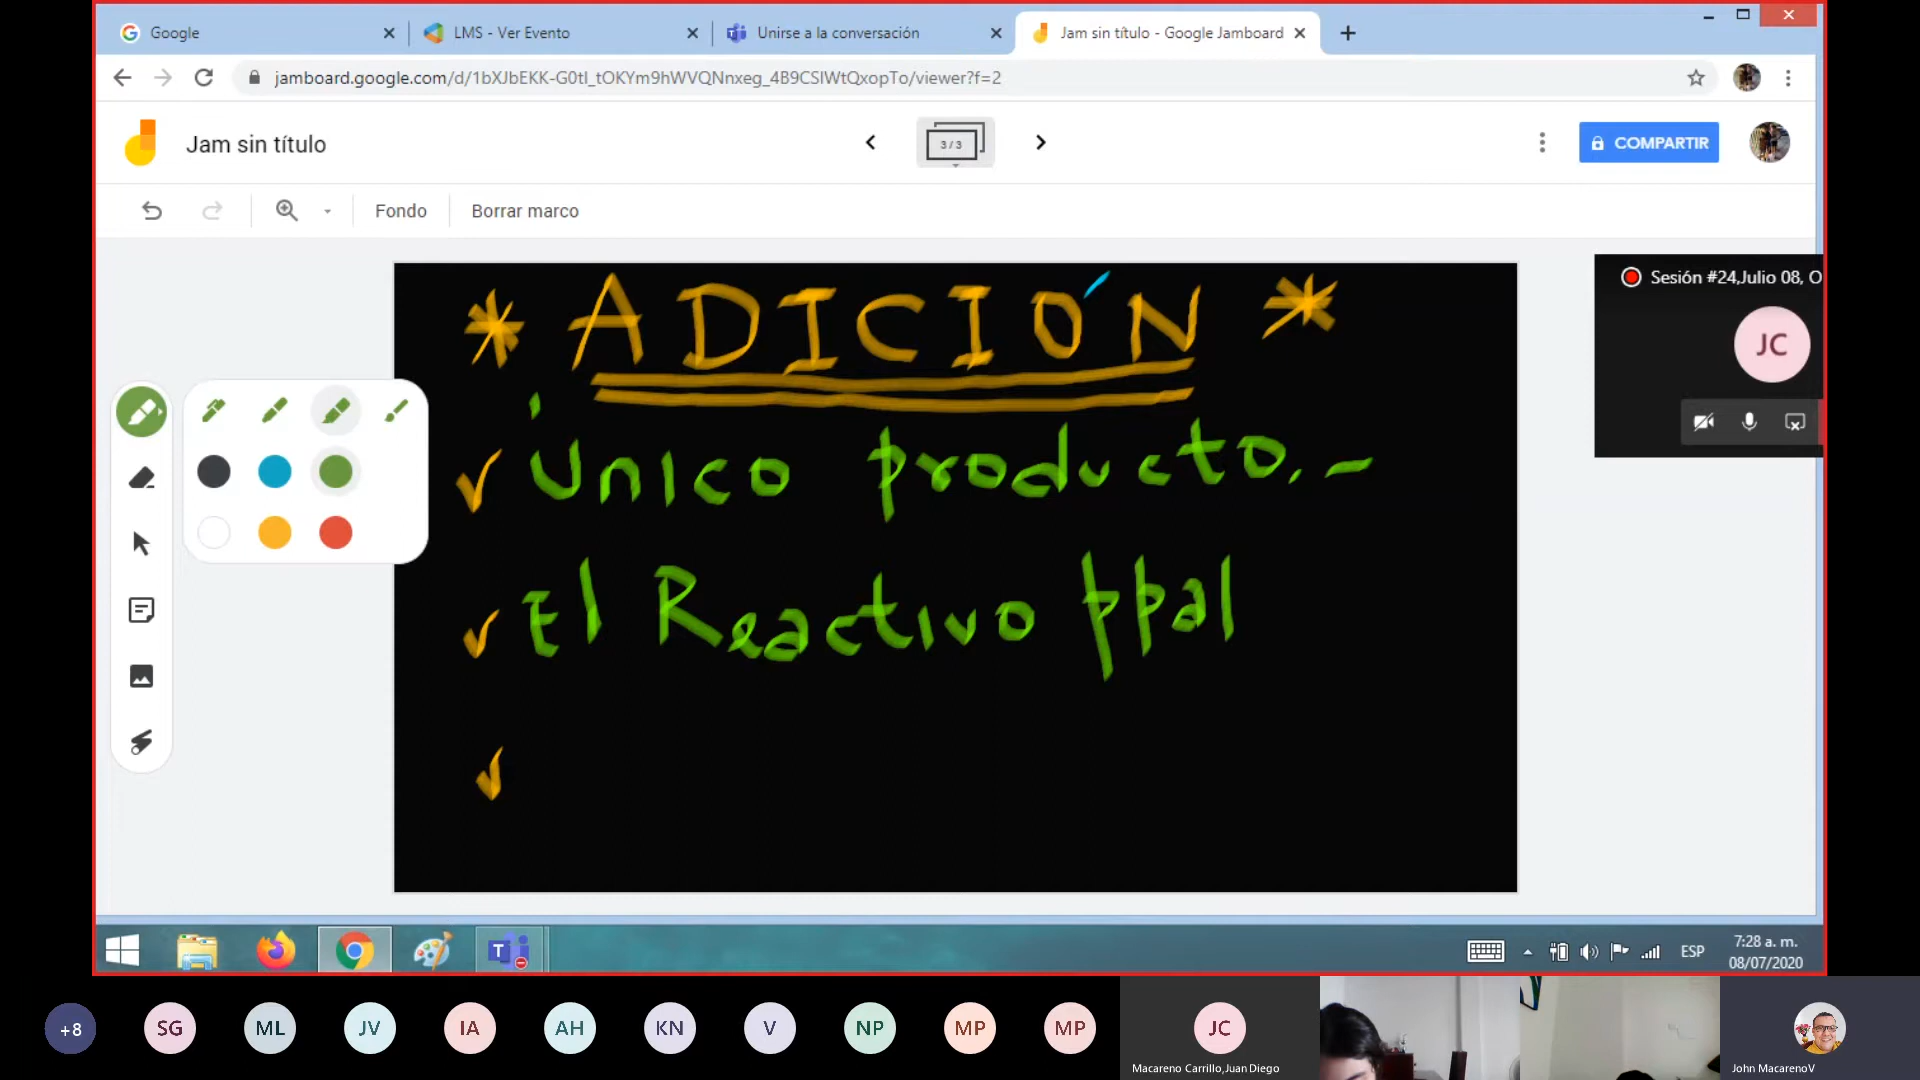 Google
LMS - Ver Evento
Unirse a la conversación
Jam sin título - Google Jamboard
jamboard.google.com/d/1bXJbEKK-G0tI_tOKYm9hWVQNnxeg_4B9CSlWtQxopTo/viewer?f=2
Jam sin título
3 / 3
COMPARTIR
Fondo
Borrar marco
* ADICIÓN *
Único producto.-
El Reactivo ppal
Sesión #24,Julio 08, O
JC
ESP
7:28 a. m.
08/07/2020
+8
SG
ML
JV
IA
AH
KN
V
NP
MP
MP
JC
Macareno Carrillo,Juan Diego
John MacarenoV